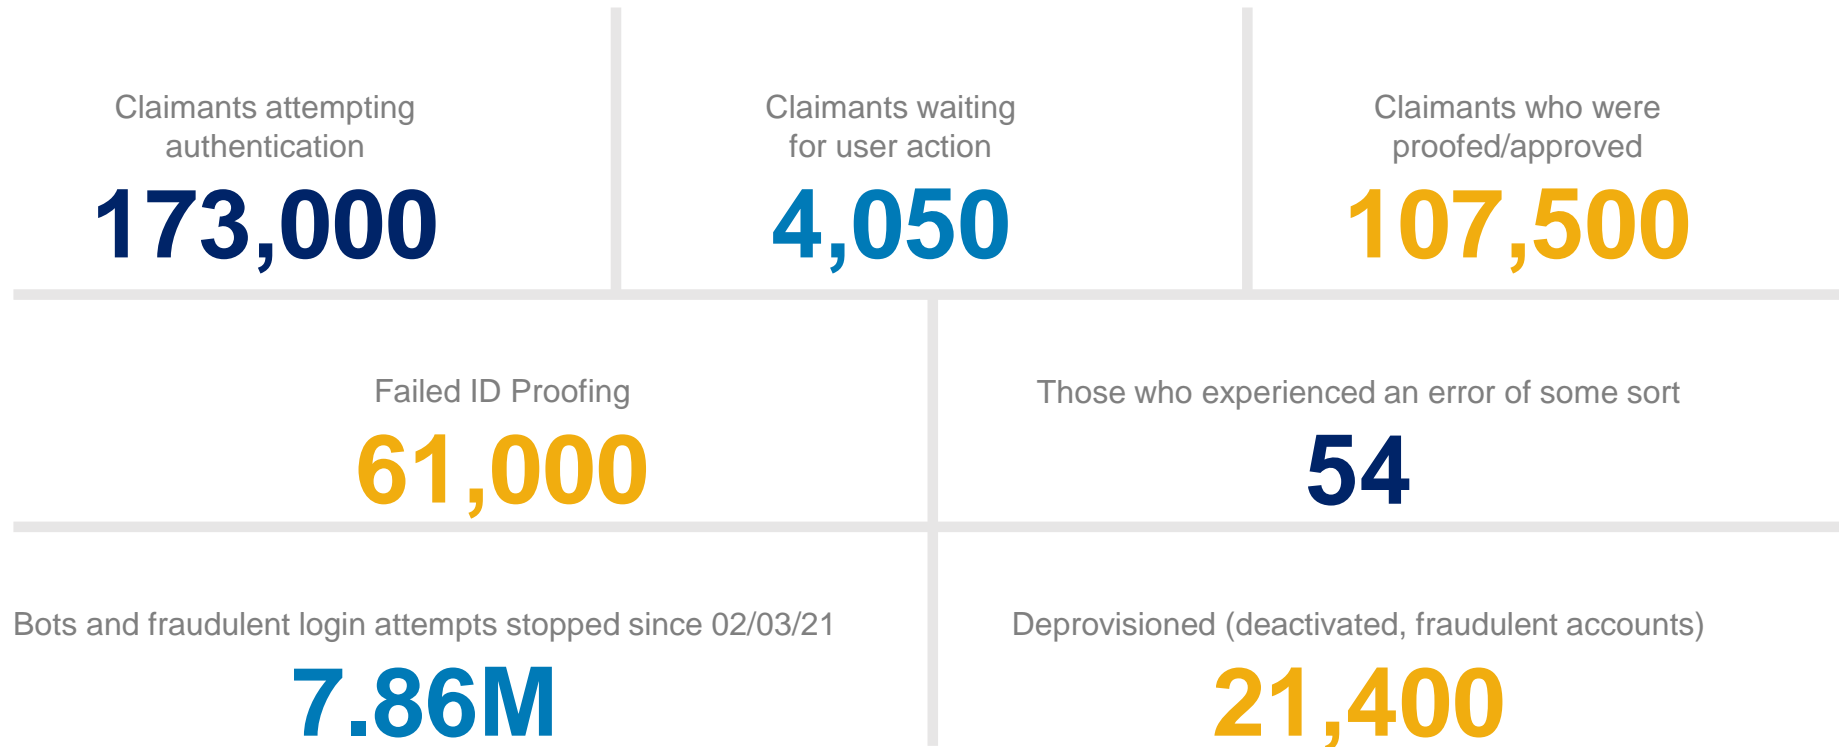 Claimants attempting
authentication
173,000
Claimants waiting
for user action
4,050
Claimants who were
proofed/approved
107,500
Failed ID Proofing
61,000
Those who experienced an error of some sort
54
Bots and fraudulent login attempts stopped since 02/03/21
7.86M
Deprovisioned (deactivated, fraudulent accounts)
21,400